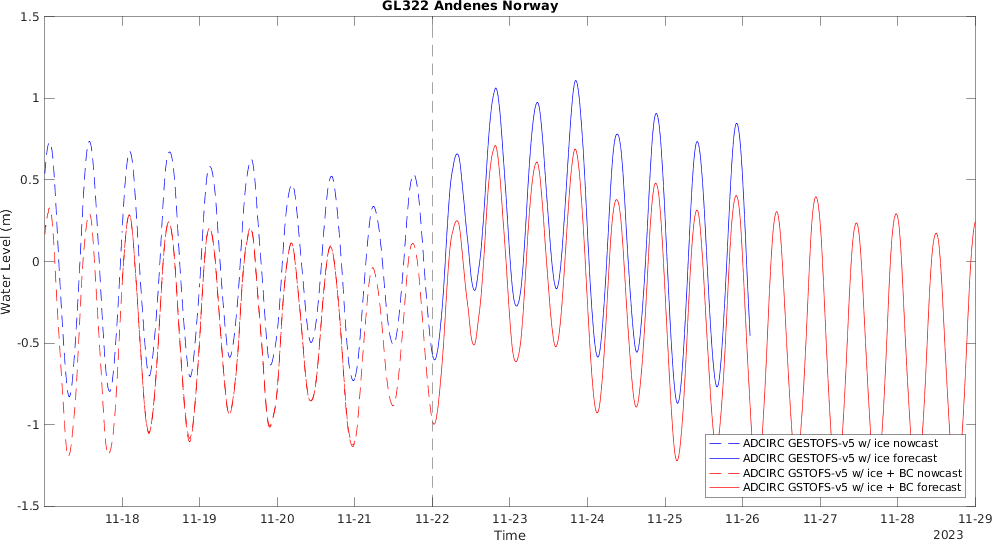 GL322 Andenes Norway
1.5
1
0.5
0
-0.5
-1
-1.5
Water Level (m)
11-18 11-19 11-20 11-21 11-22 11-23 11-24 11-25 11-26 11-27 11-28 11-29
Time
2023
ADCIRC GESTOFS-v5 w/ ice nowcast
ADCIRC GESTOFS-v5 w/ ice forecast
ADCIRC GSTOFS-v5 w/ ice + BC nowcast
ADCIRC GSTOFS-v5 w/ ice + BC forecast